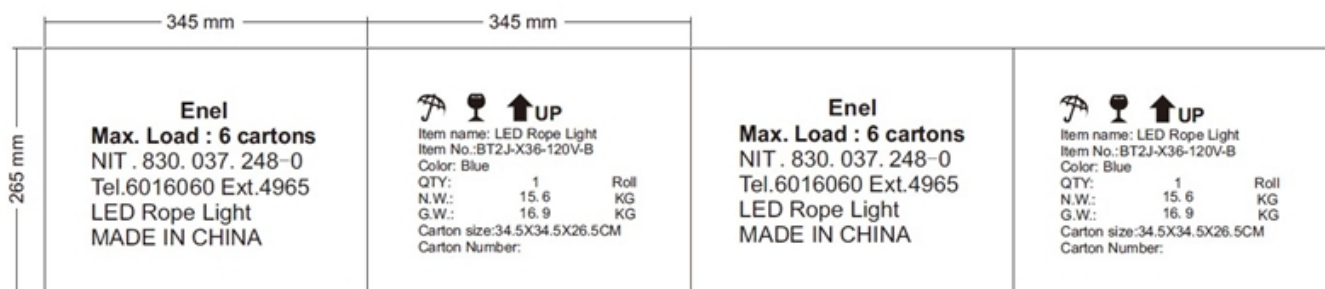 345 mm
345 mm
265 mm
Enel
Max. Load : 6 cartons
NIT . 830. 037. 248-0
Tel.6016060 Ext.4965
LED Rope Light
MADE IN CHINA
UP
Item name: LED Rope Light
Item No.:BT2J-X36-120V-B
Color: Blue
QTY: 1 Roll
N.W.: 15.6 KG
G.W.: 16.9 KG
Carton size:34.5X34.5X26.5CM
Carton Number:
Enel
Max. Load : 6 cartons
NIT . 830. 037. 248-0
Tel.6016060 Ext.4965
LED Rope Light
MADE IN CHINA
UP
Item name: LED Rope Light
Item No.:BT2J-X36-120V-B
Color: Blue
QTY: 1 Roll
N.W.: 15.6 KG
G.W.: 16.9 KG
Carton size:34.5X34.5X26.5CM
Carton Number: